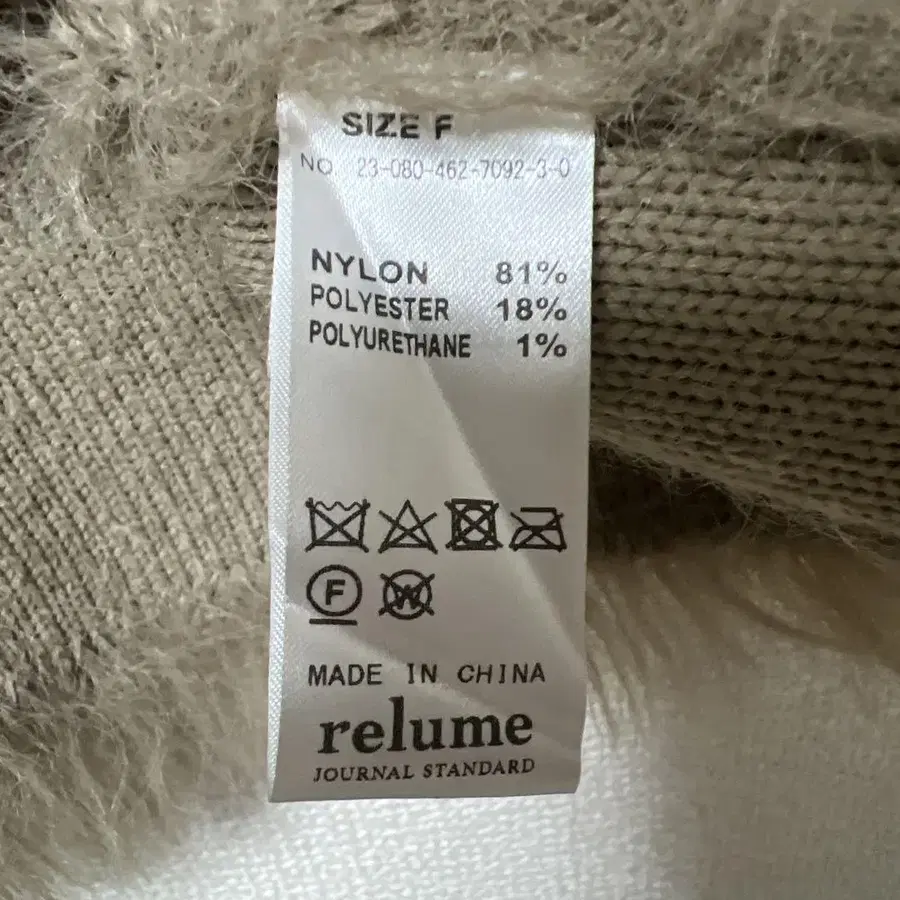 SIZE F
NO 23-080-462-7092-3-0
NYLON 81%
POLYESTER 18%
POLYURETHANE 1%
F W
MADE IN CHINA
relume
JOURNAL STANDARD